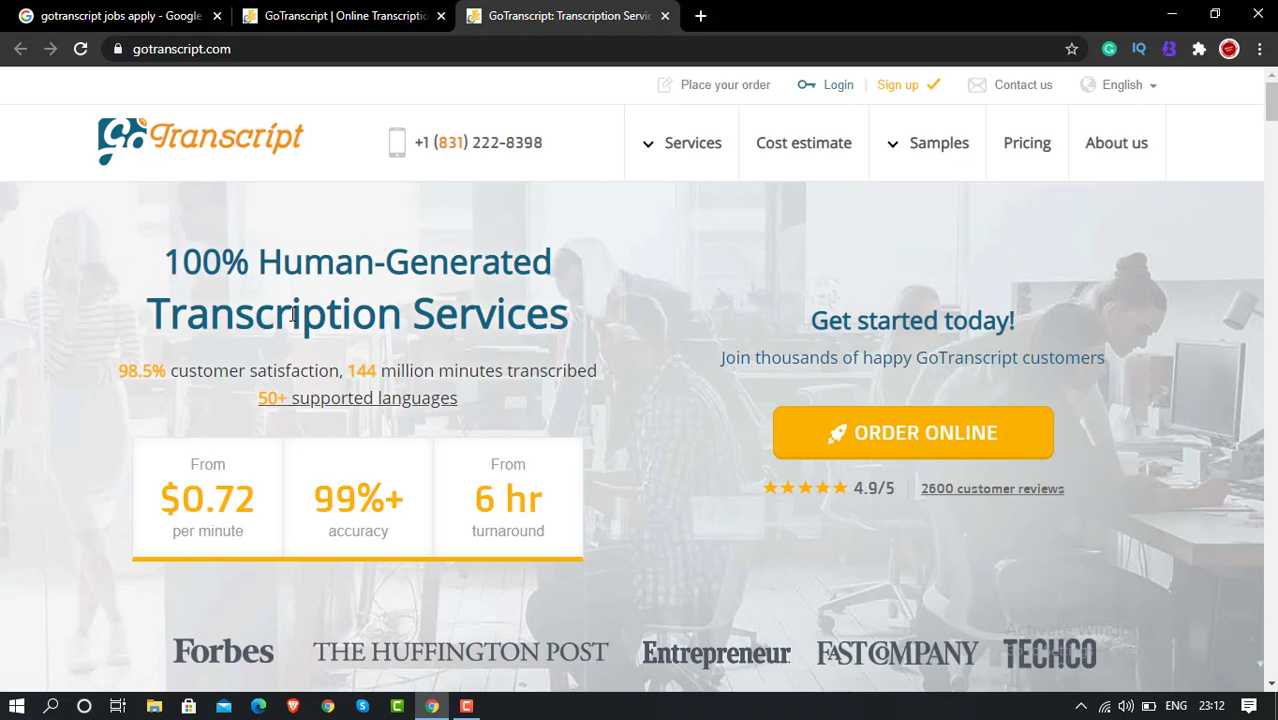 gotranscript jobs apply - Google
GoTranscript | Online Transcriptio
GoTranscript: Transcription Servic
gotranscript.com
IQ
Place your order
Login
Sign up
Contact us
English
GoTranscript
+1 (831) 222-8398
Services
Cost estimate
Samples
Pricing
About us
100% Human-Generated
Transcription Services
98.5% customer satisfaction, 144 million minutes transcribed
50+ supported languages
From
$0.72
per minute
99%+
accuracy
From
6 hr
turnaround
Get started today!
Join thousands of happy GoTranscript customers
ORDER ONLINE
4.9/5
2600 customer reviews
Forbes
THE HUFFINGTON POST
Entrepreneur
FAST COMPANY
TECHCO
Activate Windows
ENG
23:12